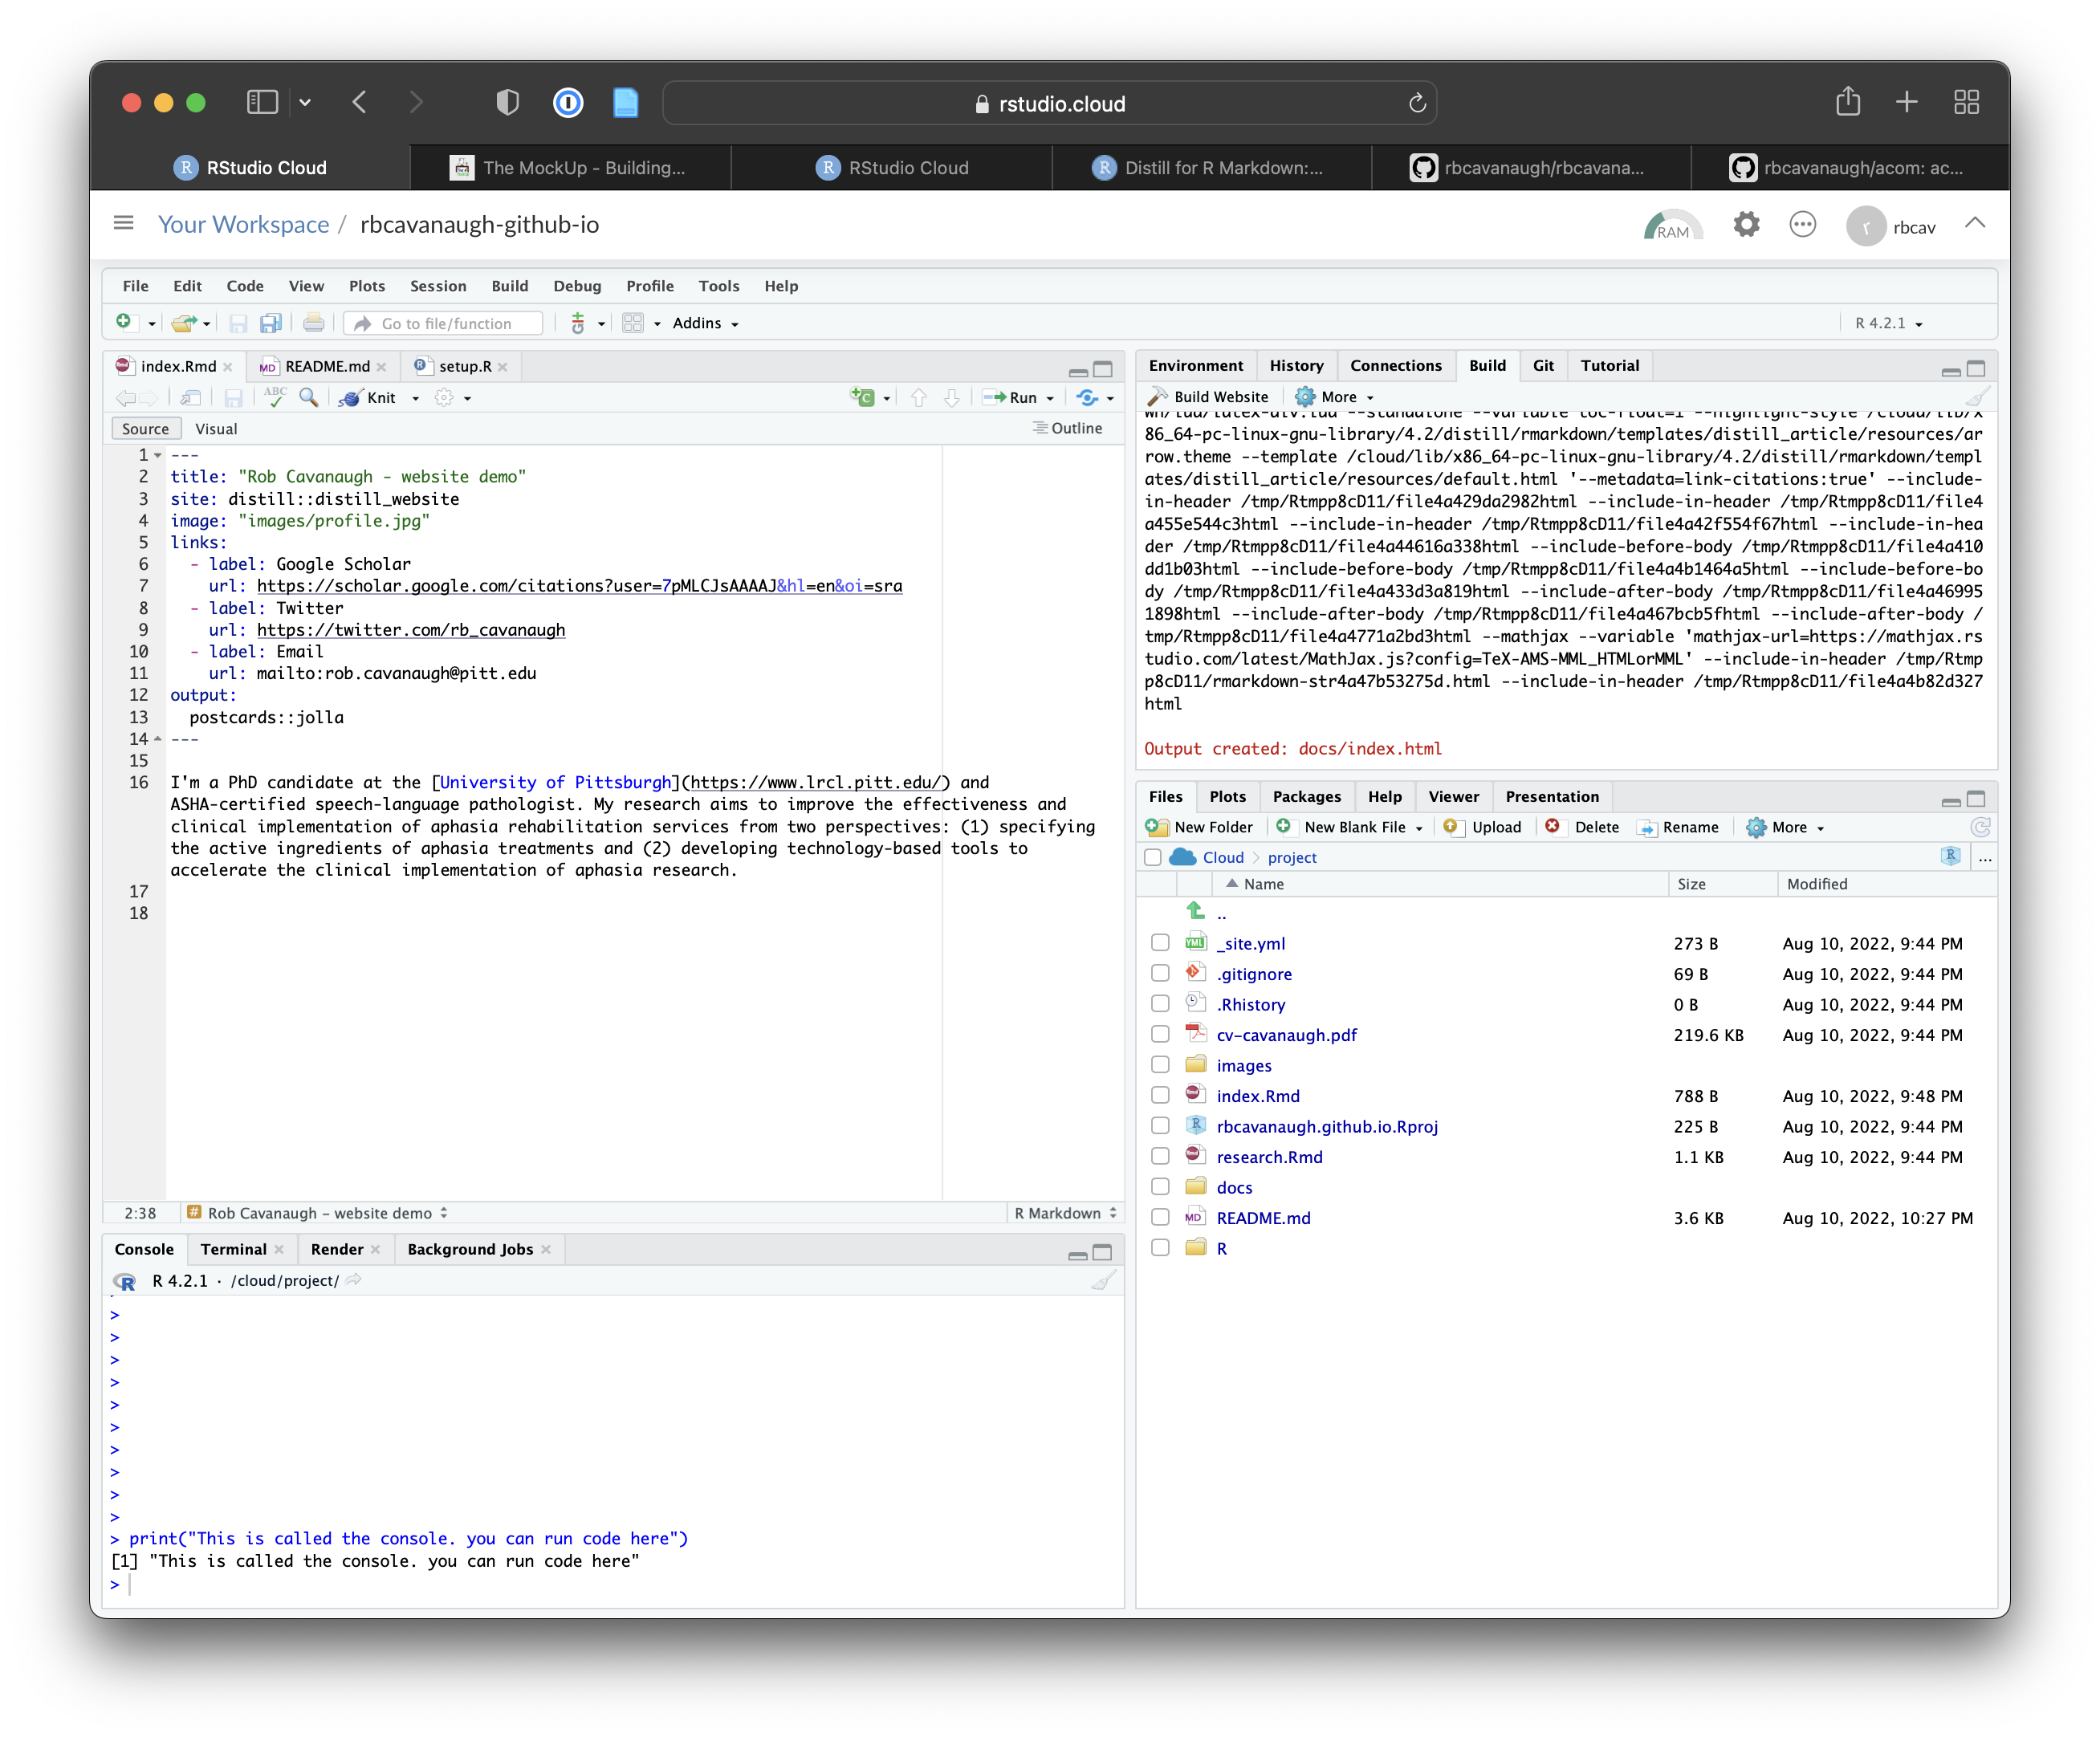 rstudio.cloud
RStudio Cloud
The MockUp - Building...
RStudio Cloud
Distill for R Markdown:...
rbcavanaugh/rbcavana...
rbcavanaugh/acom: ac...
Your Workspace / rbcavanaugh-github-io
RAM
r rbcav
File Edit Code View Plots Session Build Debug Profile Tools Help
Go to file/function
Addins
R 4.2.1
index.Rmd
README.md
setup.R
ABC
Knit
Run
Source Visual
Outline
1 ---
2 title: "Rob Cavanaugh - website demo"
3 site: distill::distill_website
4 image: "images/profile.jpg"
5 links:
6 - label: Google Scholar
7 url: https://scholar.google.com/citations?user=7pMLCJsAAAAJ&hl=en&oi=sra
8 - label: Twitter
9 url: https://twitter.com/rb_cavanaugh
10 - label: Email
11 url: mailto:rob.cavanaugh@pitt.edu
12 output:
13 postcards::jolla
14 ---
15
16 I'm a PhD candidate at the [University of Pittsburgh](https://www.lrcl.pitt.edu/) and
ASHA-certified speech-language pathologist. My research aims to improve the effectiveness and
clinical implementation of aphasia rehabilitation services from two perspectives: (1) specifying
the active ingredients of aphasia treatments and (2) developing technology-based tools to
accelerate the clinical implementation of aphasia research.
17
18
2:38
# Rob Cavanaugh - website demo
R Markdown
Console Terminal Render Background Jobs
R 4.2.1 · /cloud/project/
>
>
>
>
>
>
>
>
>
>
> print("This is called the console. you can run code here")
[1] "This is called the console. you can run code here"
>
Environment History Connections Build Git Tutorial
Build Website More
wn/lua/latex-div.lua --standalone --variable toc-float=1 --highlight-style /cloud/lib/x
86_64-pc-linux-gnu-library/4.2/distill/rmarkdown/templates/distill_article/resources/ar
row.theme --template /cloud/lib/x86_64-pc-linux-gnu-library/4.2/distill/rmarkdown/templ
ates/distill_article/resources/default.html '--metadata=link-citations:true' --include-
in-header /tmp/Rtmpp8cD11/file4a429da2982html --include-in-header /tmp/Rtmpp8cD11/file4
a455e544c3html --include-in-header /tmp/Rtmpp8cD11/file4a42f554f67html --include-in-hea
der /tmp/Rtmpp8cD11/file4a44616a338html --include-before-body /tmp/Rtmpp8cD11/file4a410
dd1b03html --include-before-body /tmp/Rtmpp8cD11/file4a4b1464a5html --include-before-bo
dy /tmp/Rtmpp8cD11/file4a433d3a819html --include-after-body /tmp/Rtmpp8cD11/file4a46995
1898html --include-after-body /tmp/Rtmpp8cD11/file4a467bcb5fhtml --include-after-body /
tmp/Rtmpp8cD11/file4a4771a2bd3html --mathjax --variable 'mathjax-url=https://mathjax.rs
tudio.com/latest/MathJax.js?config=TeX-AMS-MML_HTMLorMML' --include-in-header /tmp/Rtmp
p8cD11/rmarkdown-str4a47b53275d.html --include-in-header /tmp/Rtmpp8cD11/file4a4b82d327
html
Output created: docs/index.html
Files Plots Packages Help Viewer Presentation
New Folder New Blank File Upload Delete Rename More
Cloud > project
...
Name Size Modified
..
_site.yml 273 B Aug 10, 2022, 9:44 PM
.gitignore 69 B Aug 10, 2022, 9:44 PM
.Rhistory 0 B Aug 10, 2022, 9:44 PM
cv-cavanaugh.pdf 219.6 KB Aug 10, 2022, 9:44 PM
images
index.Rmd 788 B Aug 10, 2022, 9:48 PM
rbcavanaugh.github.io.Rproj 225 B Aug 10, 2022, 9:44 PM
research.Rmd 1.1 KB Aug 10, 2022, 9:44 PM
docs
README.md 3.6 KB Aug 10, 2022, 10:27 PM
R